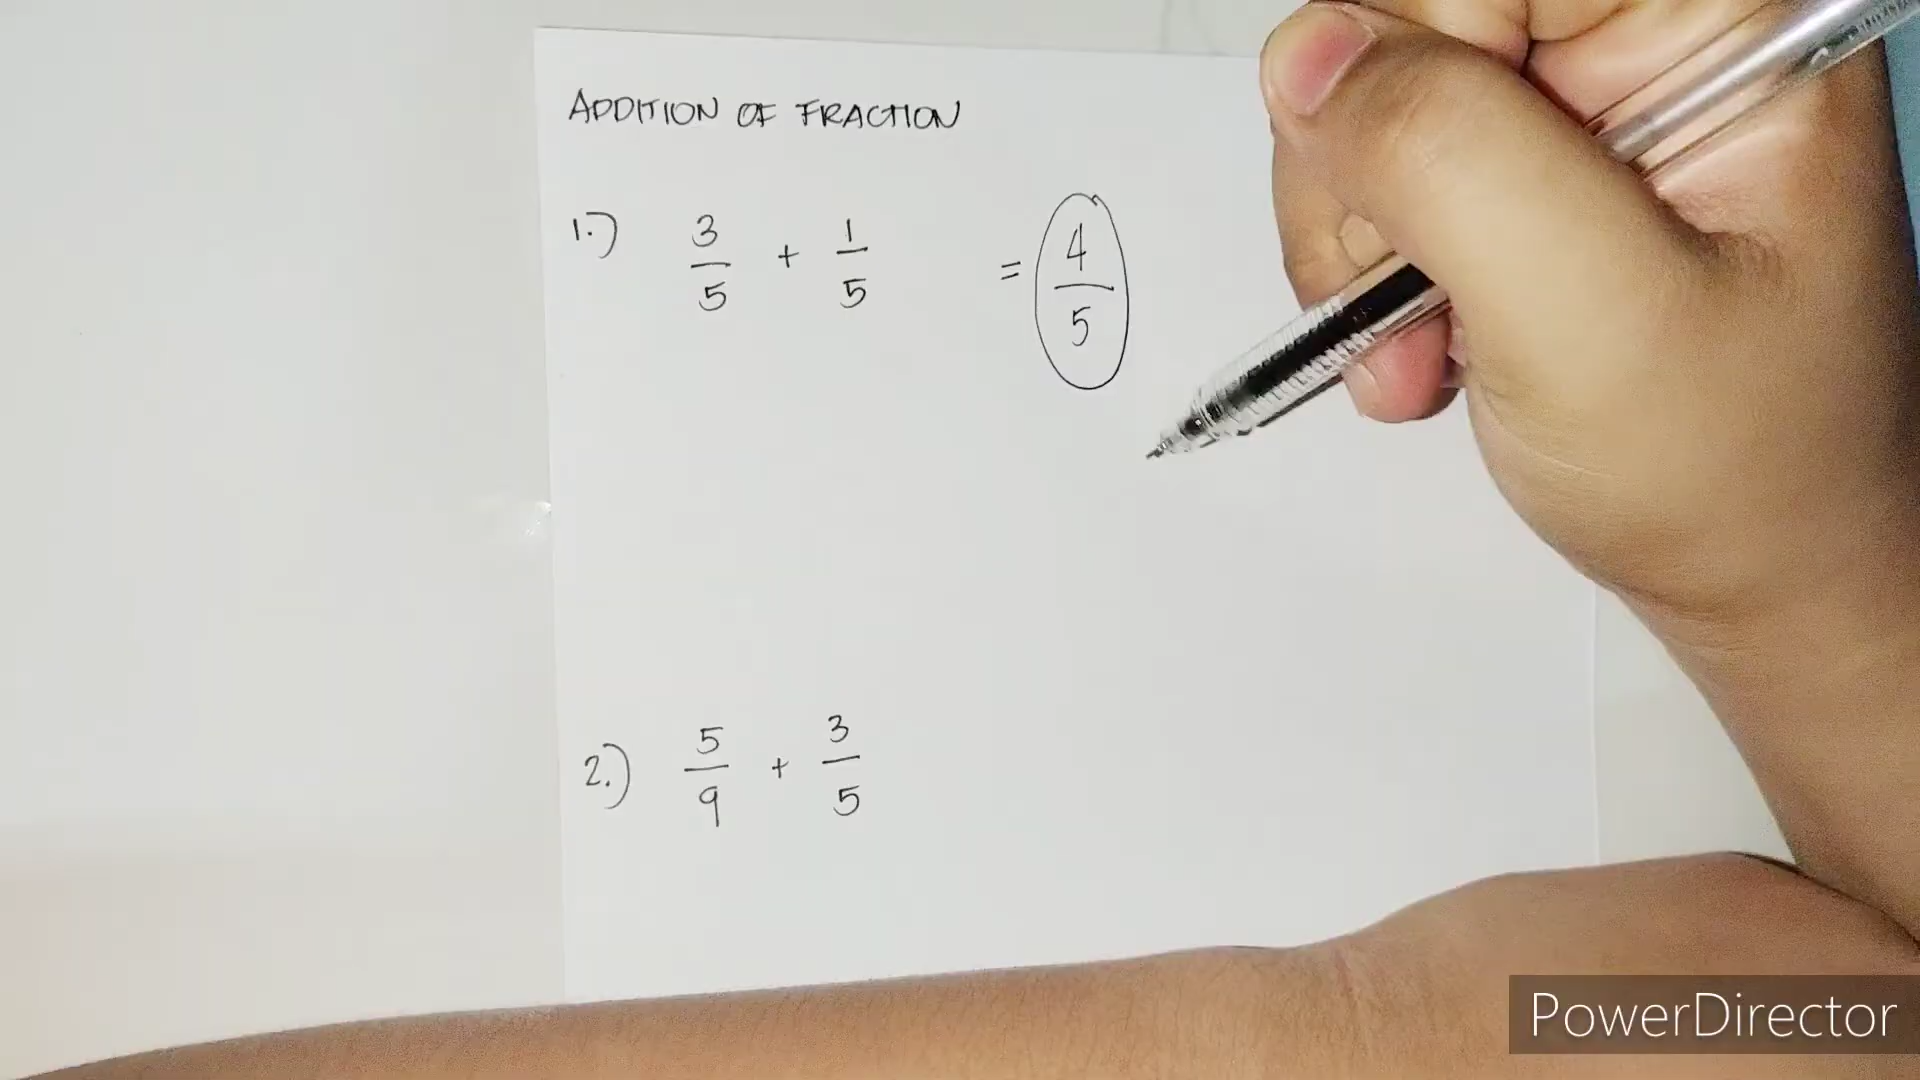 ADDITION OF FRACTION
1.) 3/5 + 1/5 = 4/5
2.) 5/9 + 3/5
PowerDirector